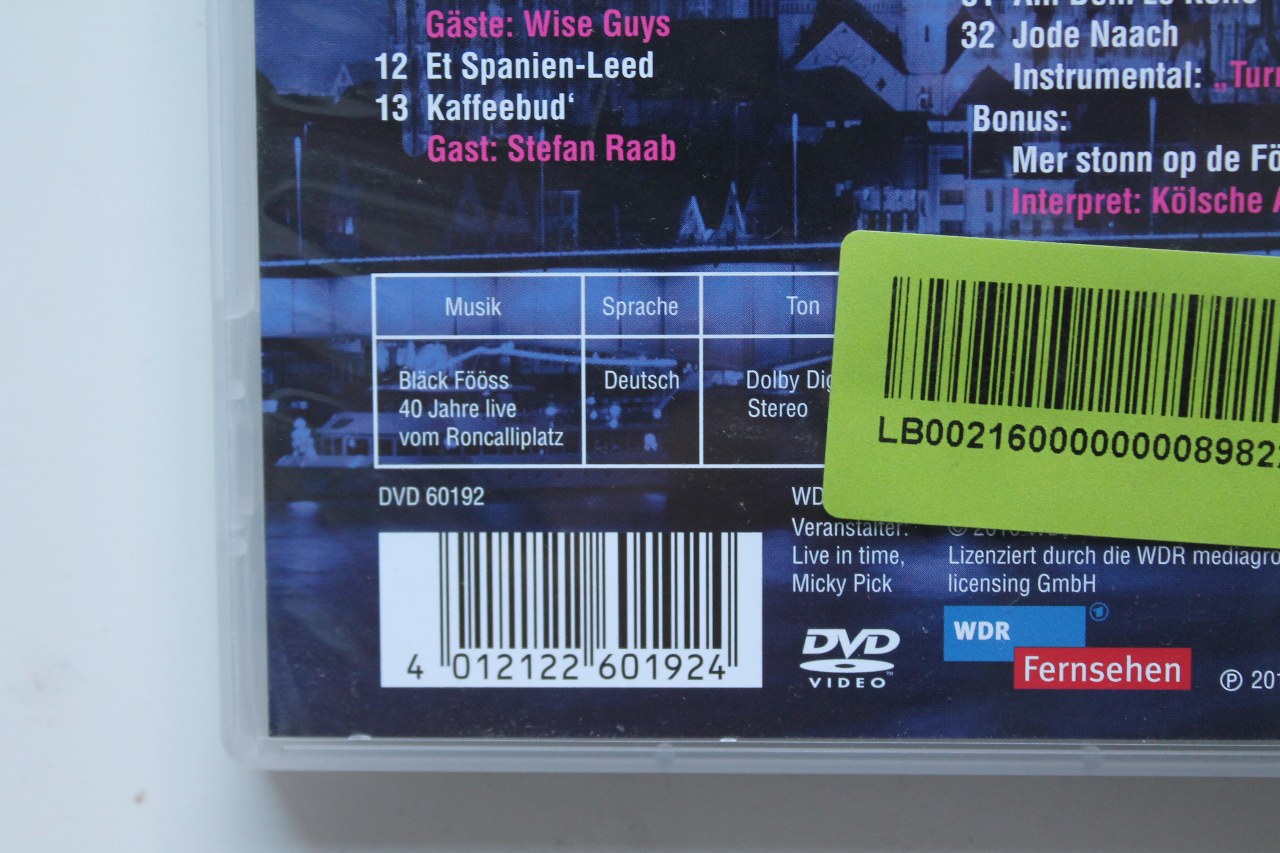 Gäste: Wise Guys
12 Et Spanien-Leed
13 Kaffeebud‘
Gast: Stefan Raab
32 Jode Naach
Instrumental:
Bonus:
Mer stonn op de
Interpret: Kölsche
Musik
Sprache
Ton
Bläck Fööss
40 Jahre live
vom Roncalliplatz
Deutsch
Dolby
Stereo
LB00216000000008982
DVD 60192
Veranstalter:
Live in time,
Micky Pick
Lizenziert durch die WDR
licensing GmbH
4 012122 601924
DVD
VIDEO
WDR
Fernsehen
℗